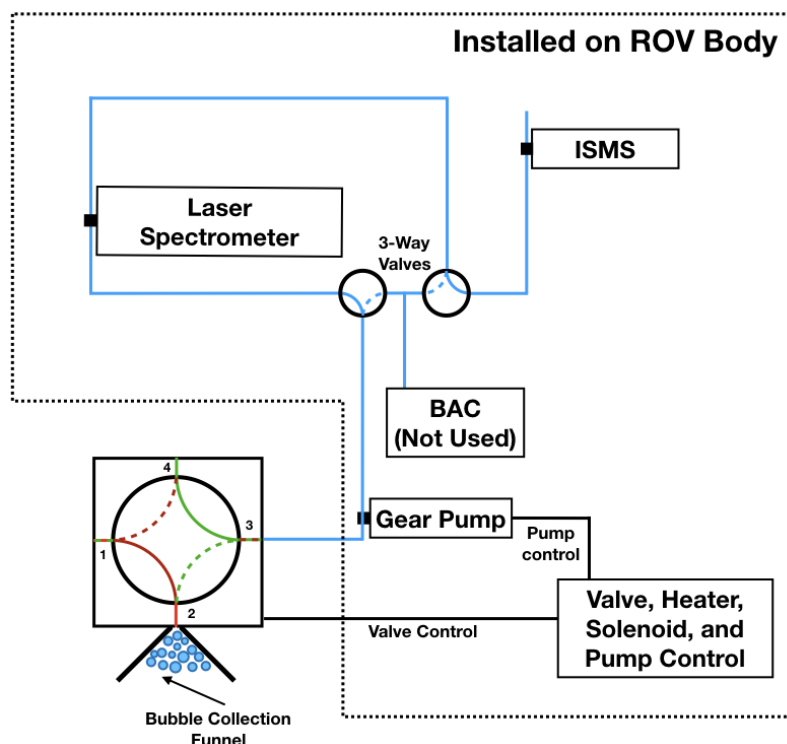 Installed on ROV Body
ISMS
Laser
Spectrometer
3-Way
Valves
BAC
(Not Used)
4
3
1
2
Gear Pump
Pump
control
Valve, Heater,
Solenoid, and
Pump Control
Valve Control
Bubble Collection
Funnel